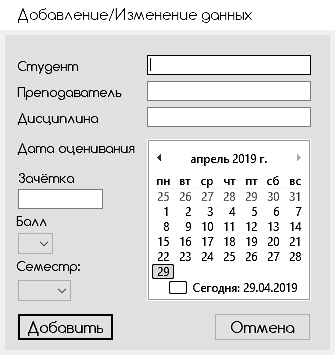 Добавление/Изменение данных
Студент
Преподаватель
Дисциплина
Дата оценивания
апрель 2019 г.
пн вт ср чт пт сб вс
25 26 27 28 29 30 31
1 2 3 4 5 6 7
8 9 10 11 12 13 14
15 16 17 18 19 20 21
22 23 24 25 26 27 28
29
Сегодня: 29.04.2019
Зачётка
Балл
Семестр:
Добавить
Отмена